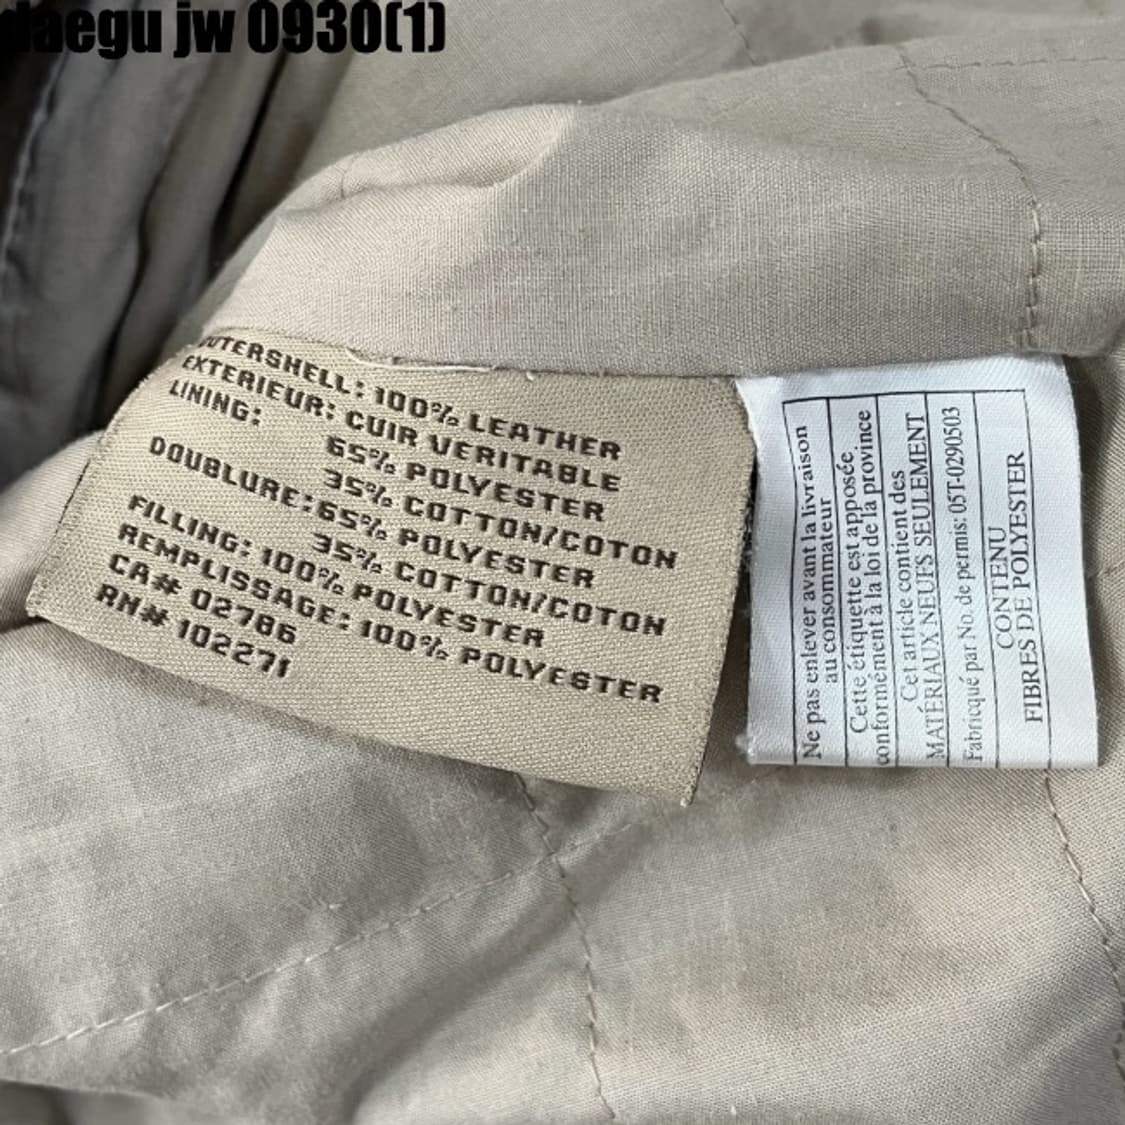 daegu jw 0930(1)
OUTERSHELL: 100% LEATHER
EXTERIEUR: CUIR VERITABLE
LINING:
65% POLYESTER
35% COTTON/COTON
DOUBLURE: 65% POLYESTER
35% COTTON/COTON
FILLING: 100% POLYESTER
REMPLISSAGE: 100% POLYESTER
CA# 02786
RN# 102271
Ne pas enlever avant la livraison
au consommateur
Cette étiquette est apposée
conformément à la loi de la province
Cet article contient des
MATÉRIAUX NEUFS SEULEMENT
Fabricqué par No. de permis: 05T-0290503
CONTENU
FIBRES DE POLYESTER